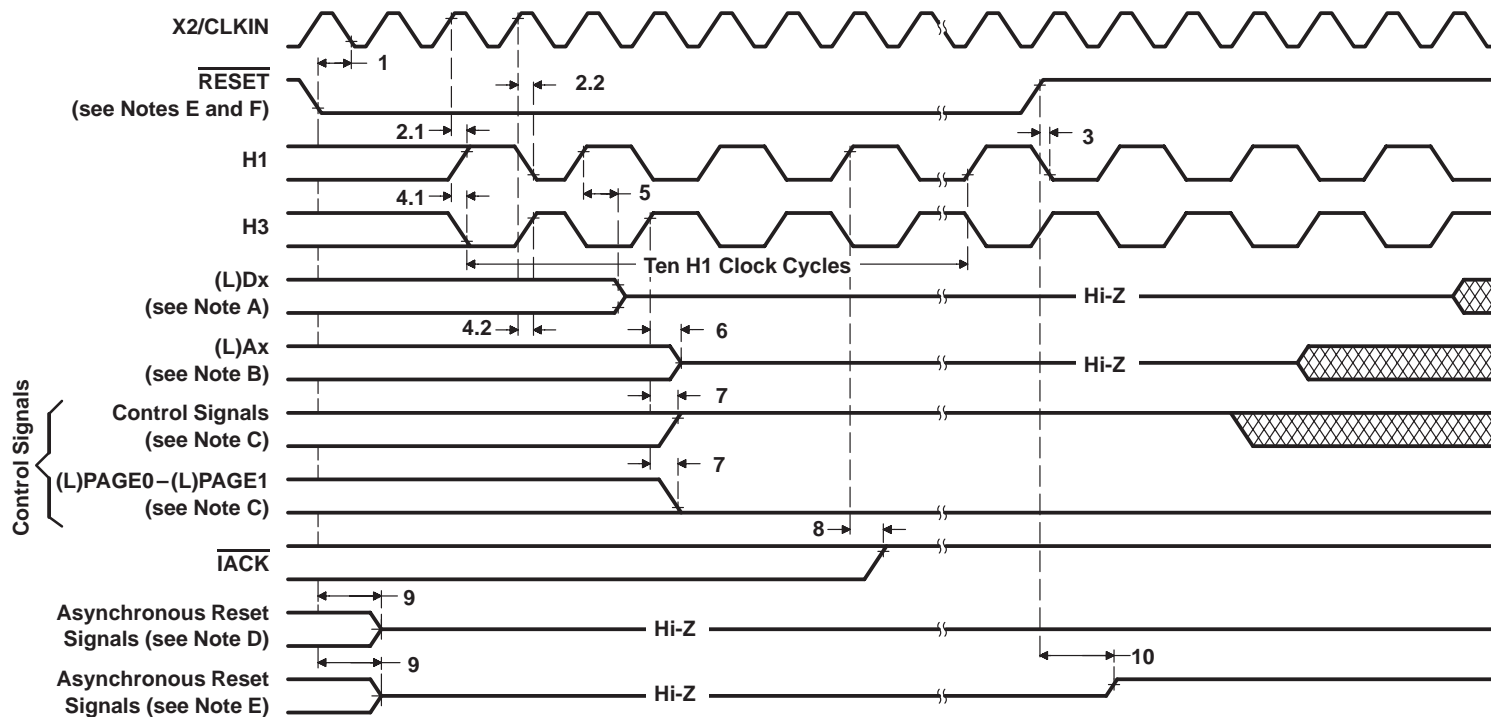 X2/CLKIN
1
RESET
(see Notes E and F)
2.2
2.1
3
H1
4.1
5
H3
Ten H1 Clock Cycles
(L)Dx
(see Note A)
Hi-Z
4.2
6
(L)Ax
(see Note B)
Hi-Z
Control Signals
7
Control Signals
(see Note C)
7
(L)PAGE0–(L)PAGE1
(see Note C)
8
IACK
9
Asynchronous Reset
Signals (see Note D)
Hi-Z
9
10
Asynchronous Reset
Signals (see Note E)
Hi-Z